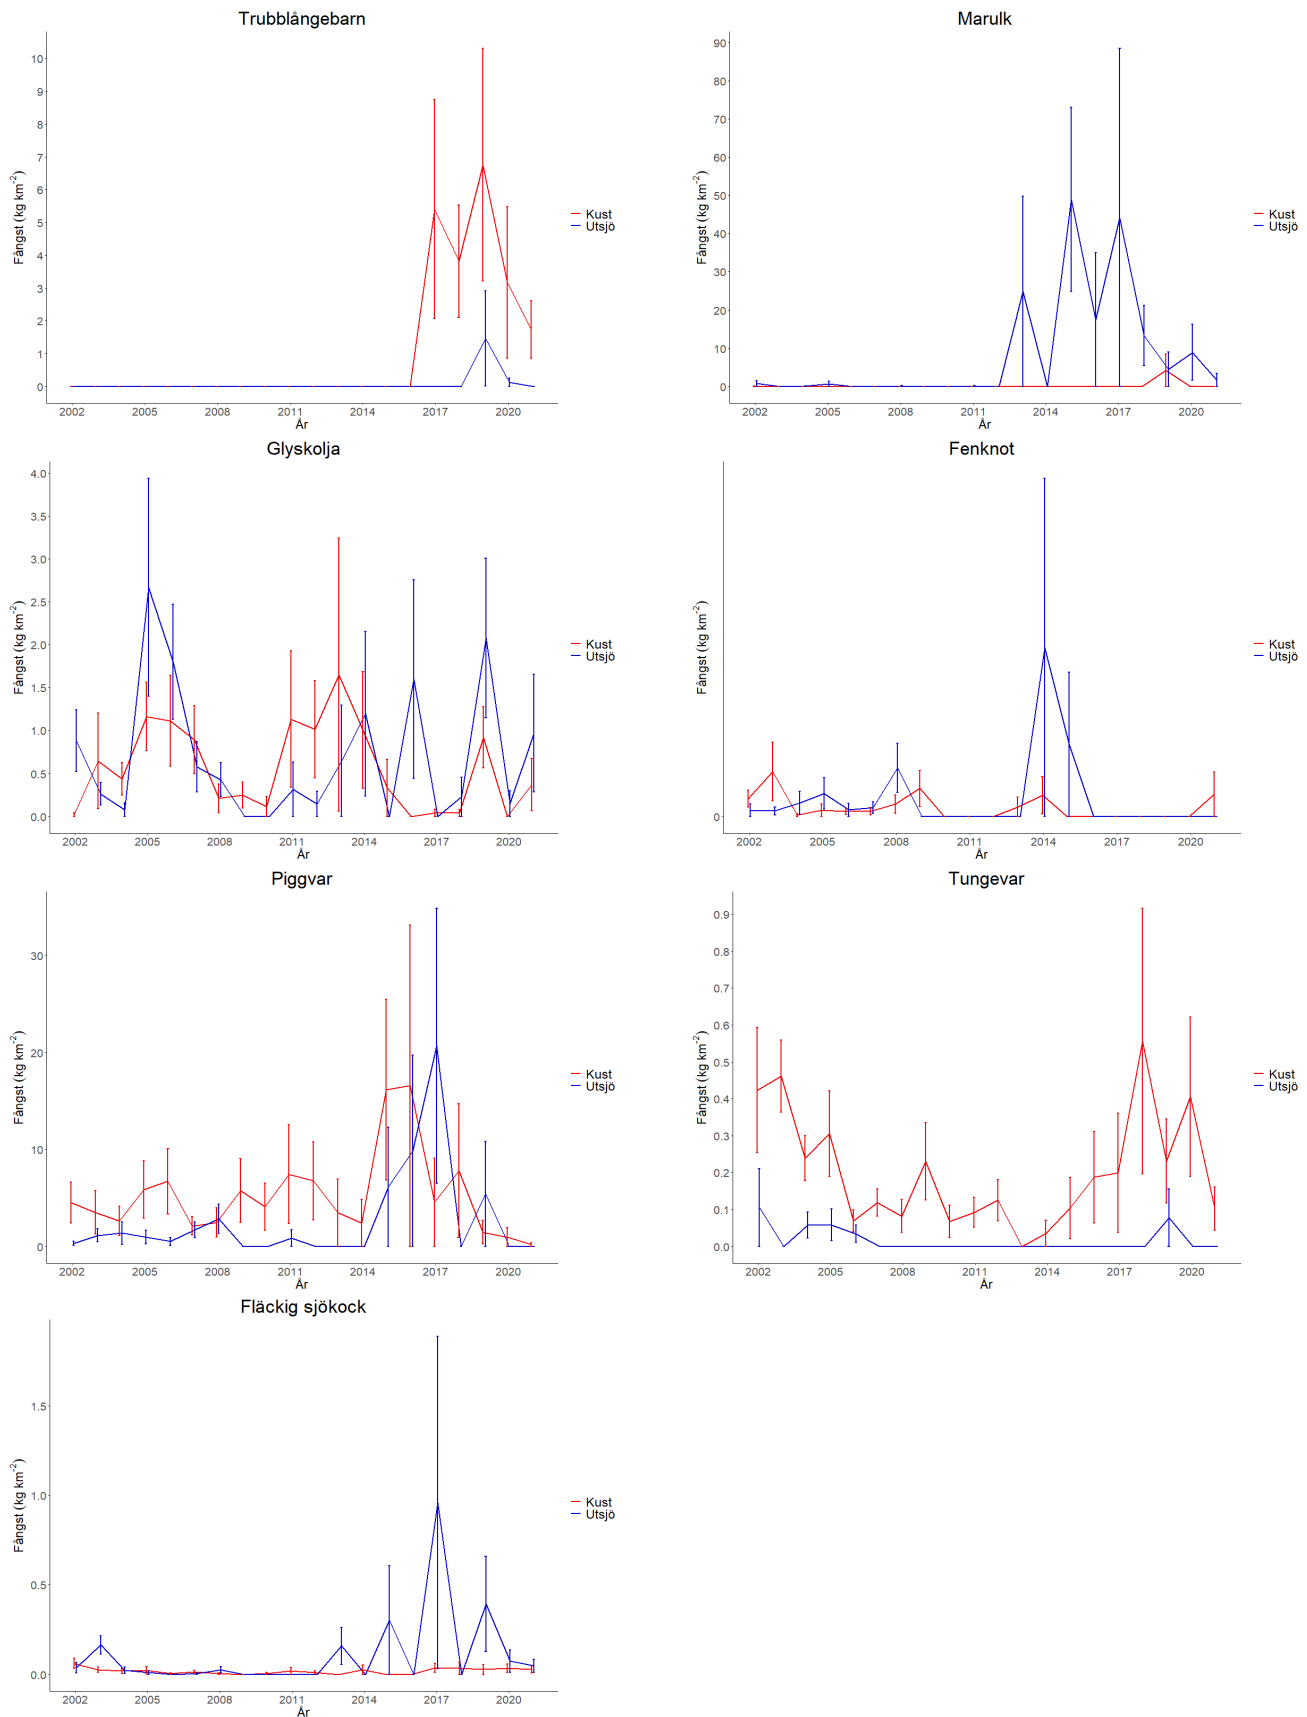 Trubblångebarn
Fångst (kg km⁻²)
10
9
8
7
6
5
4
3
2
1
0
2002 2005 2008 2011 2014 2017 2020
År
Kust
Utsjö
Marulk
Fångst (kg km⁻²)
90
80
70
60
50
40
30
20
10
0
2002 2005 2008 2011 2014 2017 2020
År
Kust
Utsjö
Glyskolja
Fångst (kg km⁻²)
4.0
3.5
3.0
2.5
2.0
1.5
1.0
0.5
0.0
2002 2005 2008 2011 2014 2017 2020
År
Kust
Utsjö
Fenknot
Fångst (kg km⁻²)
0
2002 2005 2008 2011 2014 2017 2020
År
Kust
Utsjö
Piggvar
Fångst (kg km⁻²)
30
20
10
0
2002 2005 2008 2011 2014 2017 2020
År
Kust
Utsjö
Tungevar
Fångst (kg km⁻²)
0.9
0.8
0.7
0.6
0.5
0.4
0.3
0.2
0.1
0.0
2002 2005 2008 2011 2014 2017 2020
År
Kust
Utsjö
Fläckig sjökock
Fångst (kg km⁻²)
1.5
1.0
0.5
0.0
2002 2005 2008 2011 2014 2017 2020
År
Kust
Utsjö